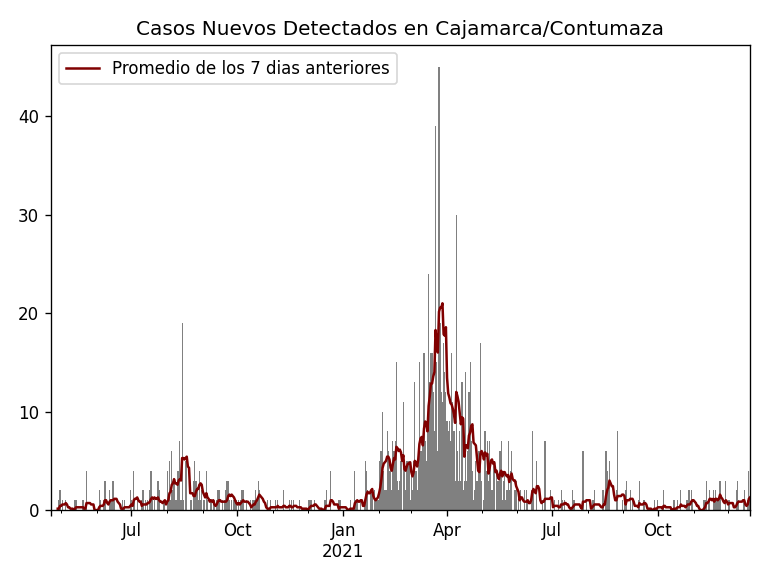 Casos Nuevos Detectados en Cajamarca/Contumaza
Promedio de los 7 dias anteriores
40
30
20
10
0
Jul Oct Jan Apr Jul Oct
2021